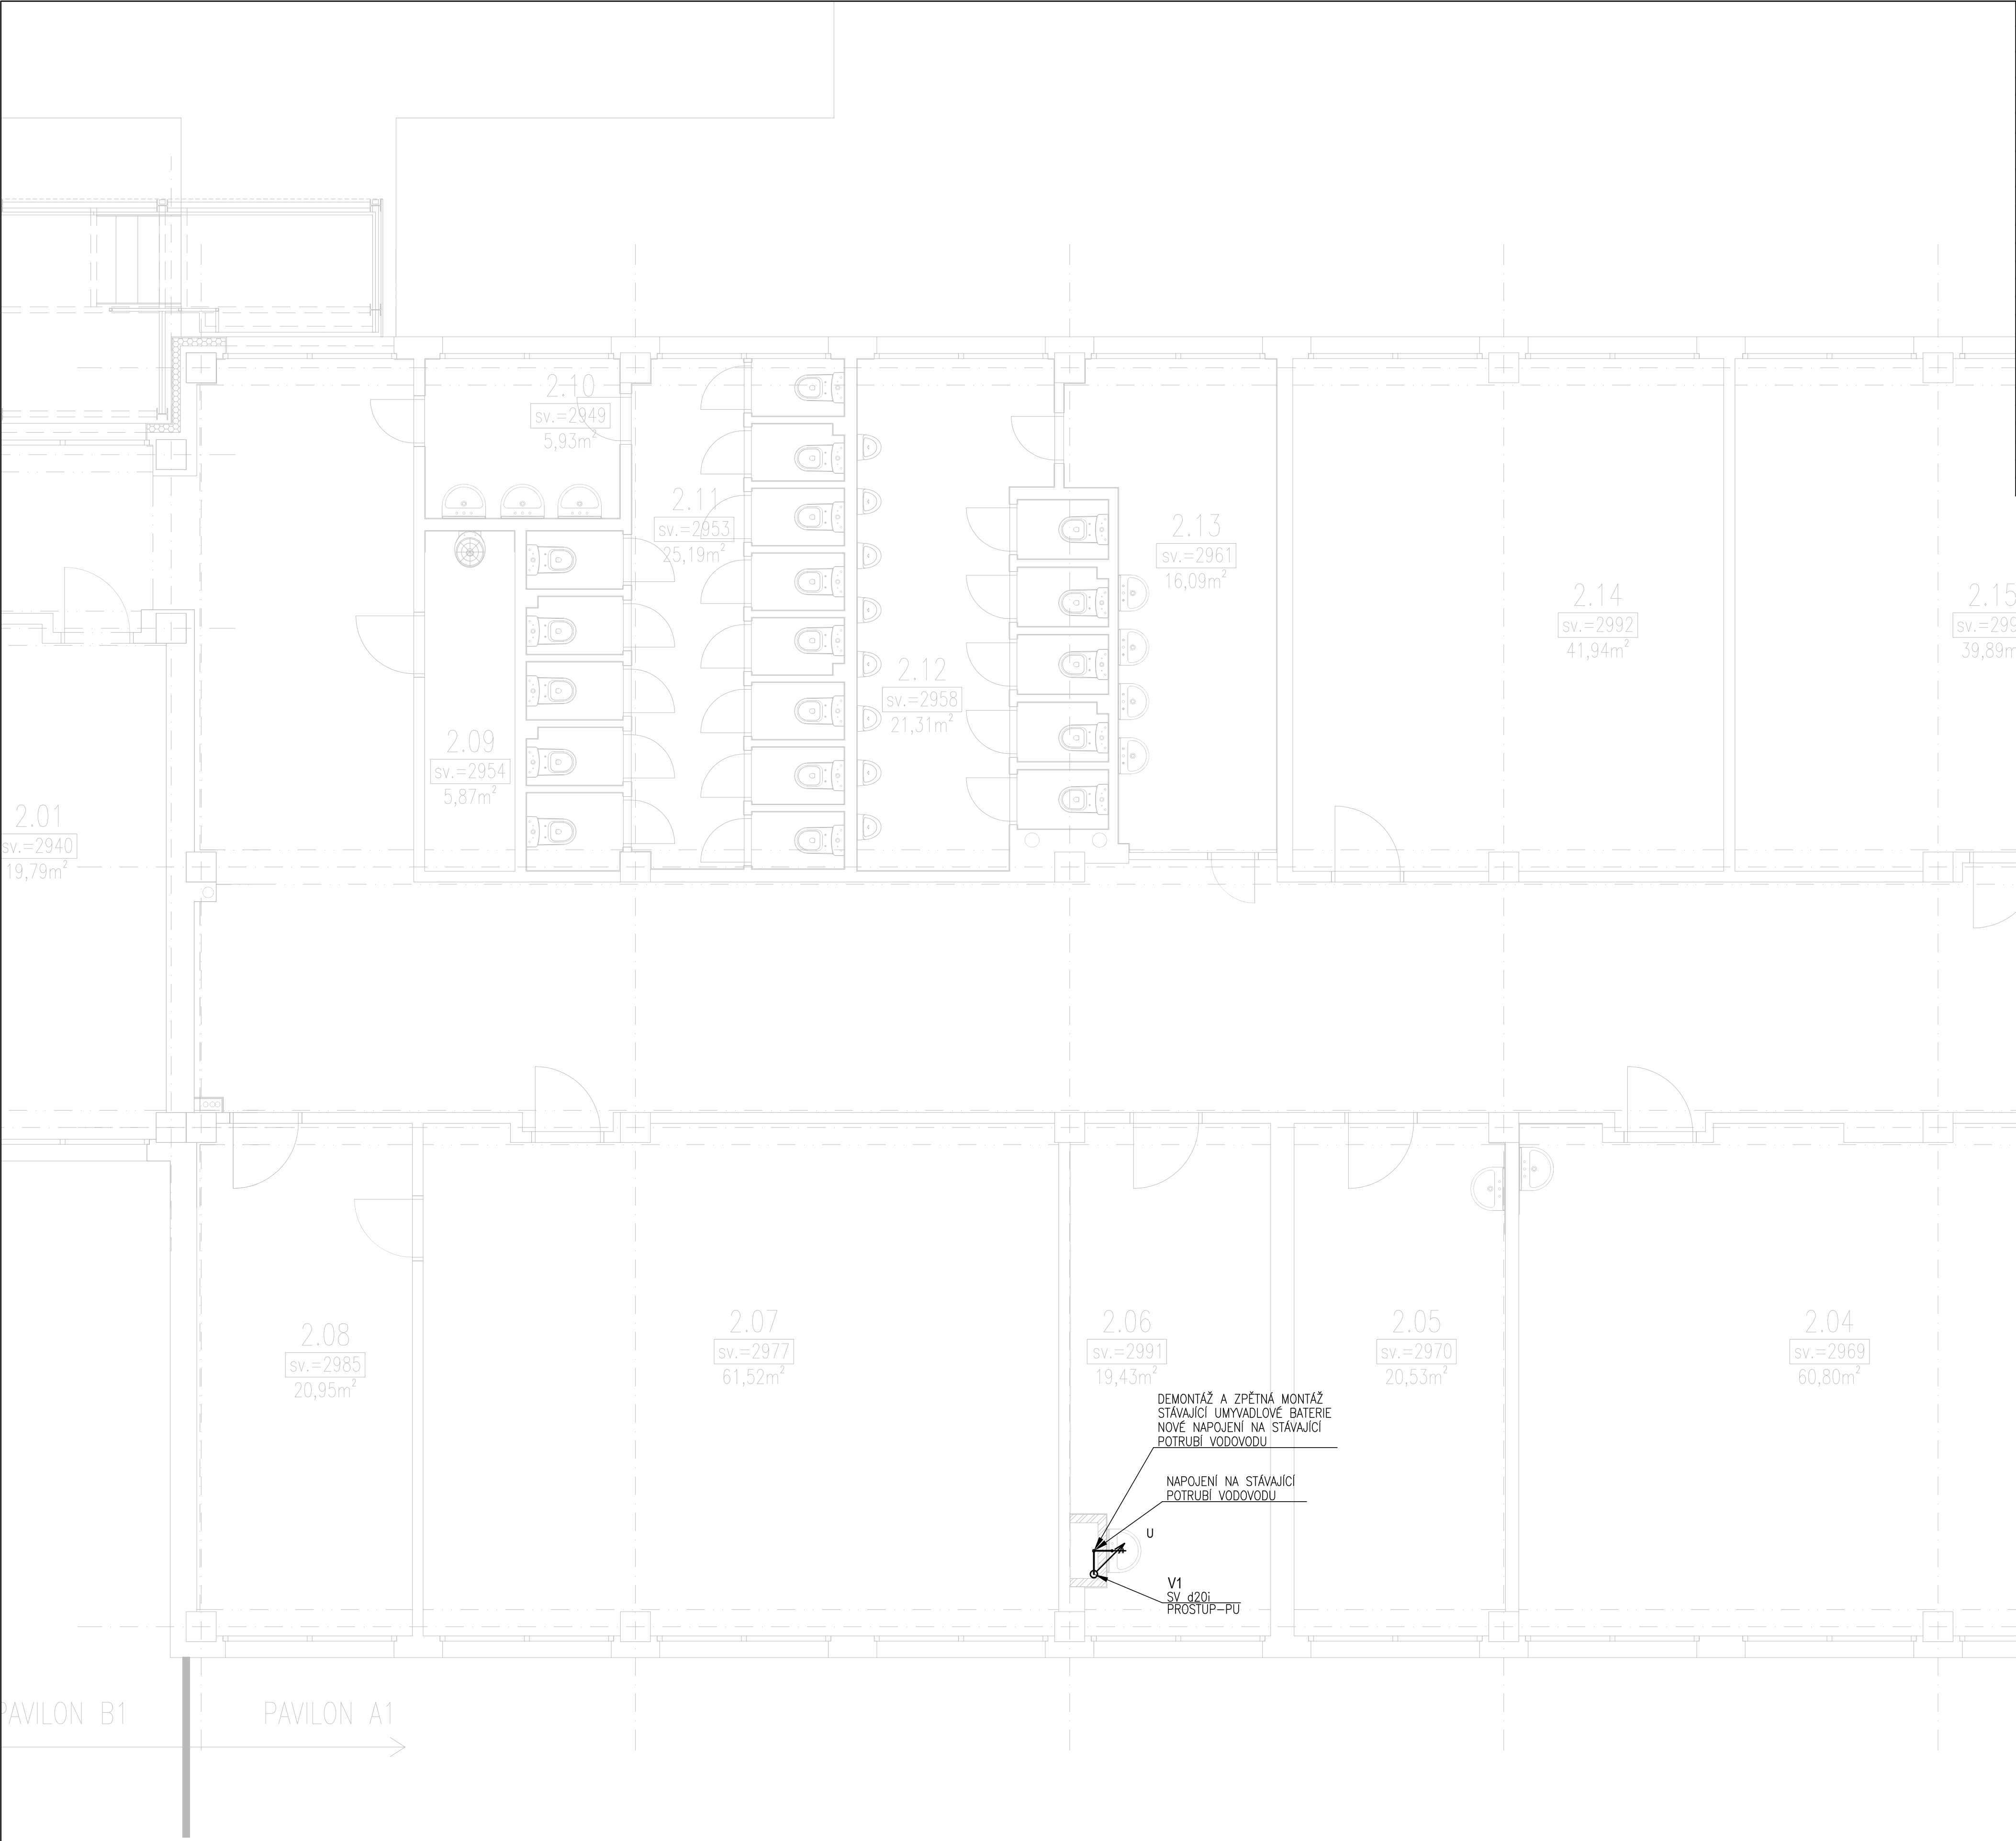 2.10
sv.=2949
5,93m²
2.11
sv.=2953
25,19m²
2.13
sv.=2961
16,09m²
2.14
sv.=2992
41,94m²
2.15
sv.=299
39,89m
2.12
sv.=2958
21,31m²
2.09
sv.=2954
5,87m²
2.01
sv.=2940
19,79m²
2.08
sv.=2985
20,95m²
2.07
sv.=2977
61,52m²
2.06
sv.=2991
19,43m²
2.05
sv.=2970
20,53m²
2.04
sv.=2969
60,80m²
DEMONTÁŽ A ZPĚTNÁ MONTÁŽ
STÁVAJÍCÍ UMYVADLOVÉ BATERIE
NOVÉ NAPOJENÍ NA STÁVAJÍCÍ
POTRUBÍ VODOVODU
NAPOJENÍ NA STÁVAJÍCÍ
POTRUBÍ VODOVODU
U
V1
SV d20i
PROSTUP-PU
PAVILON B1
PAVILON A1